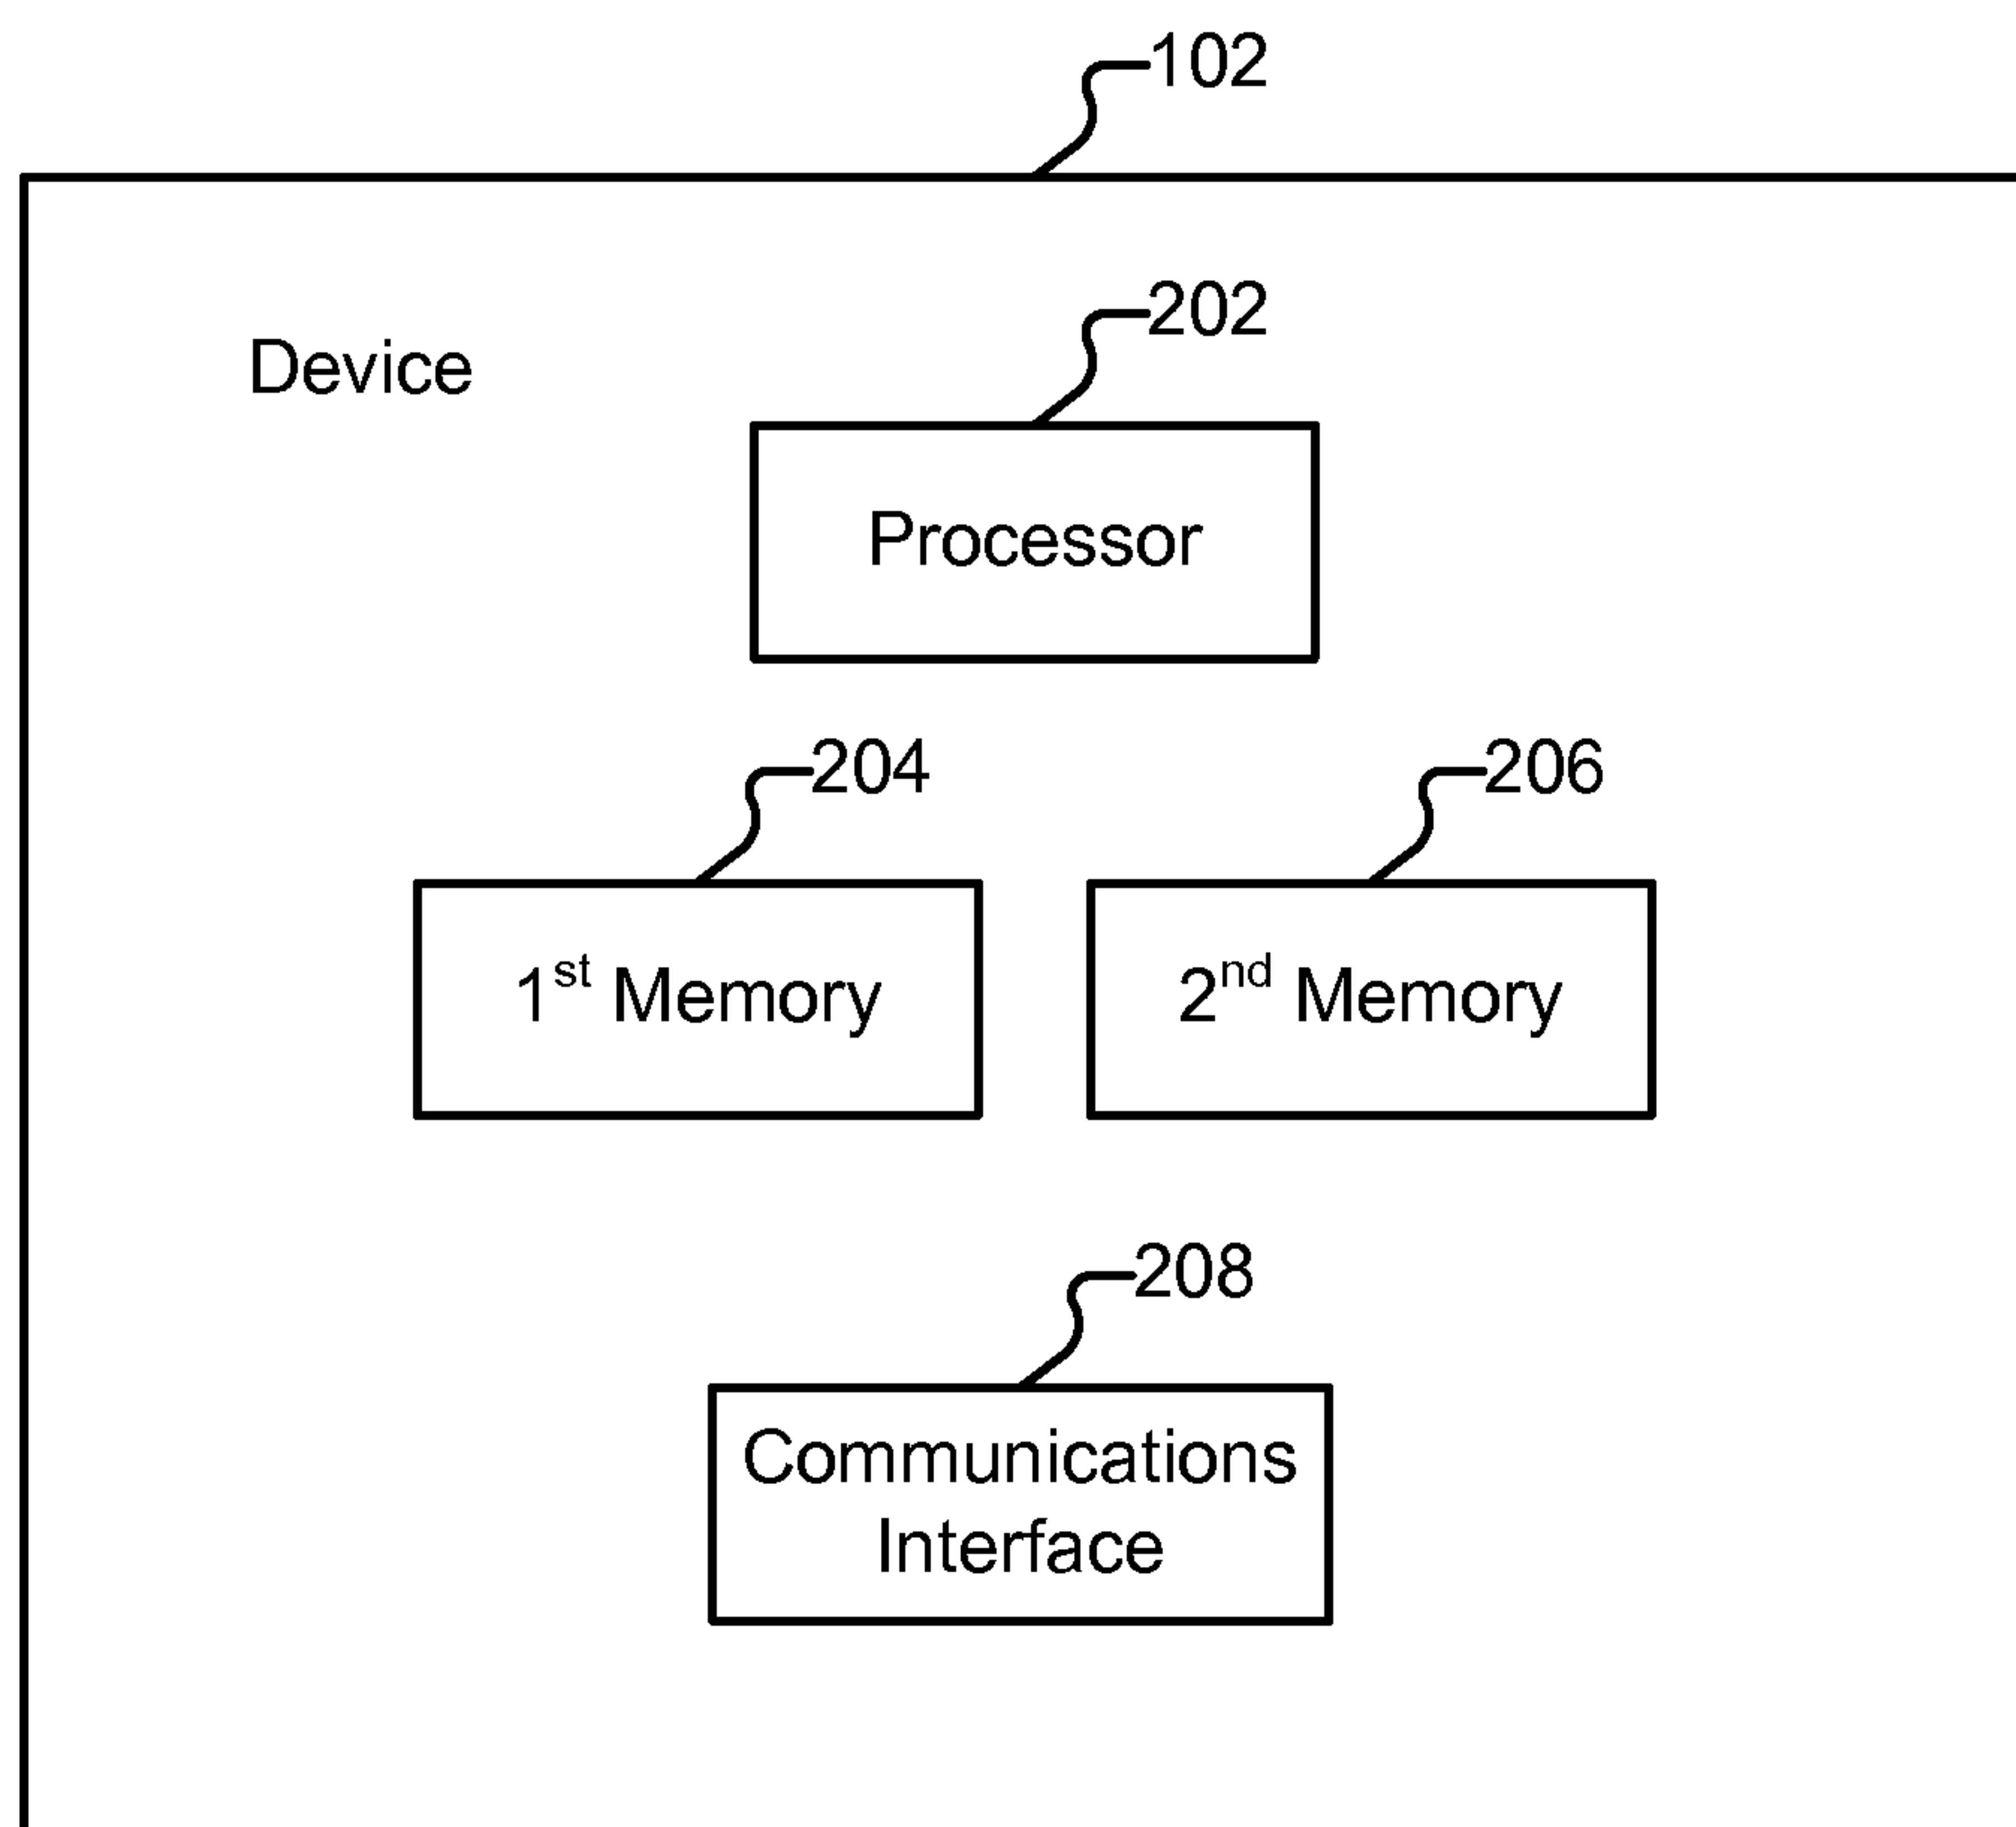 102
202
Device
Processor
204
206
1st Memory
2nd Memory
208
Communications
Interface